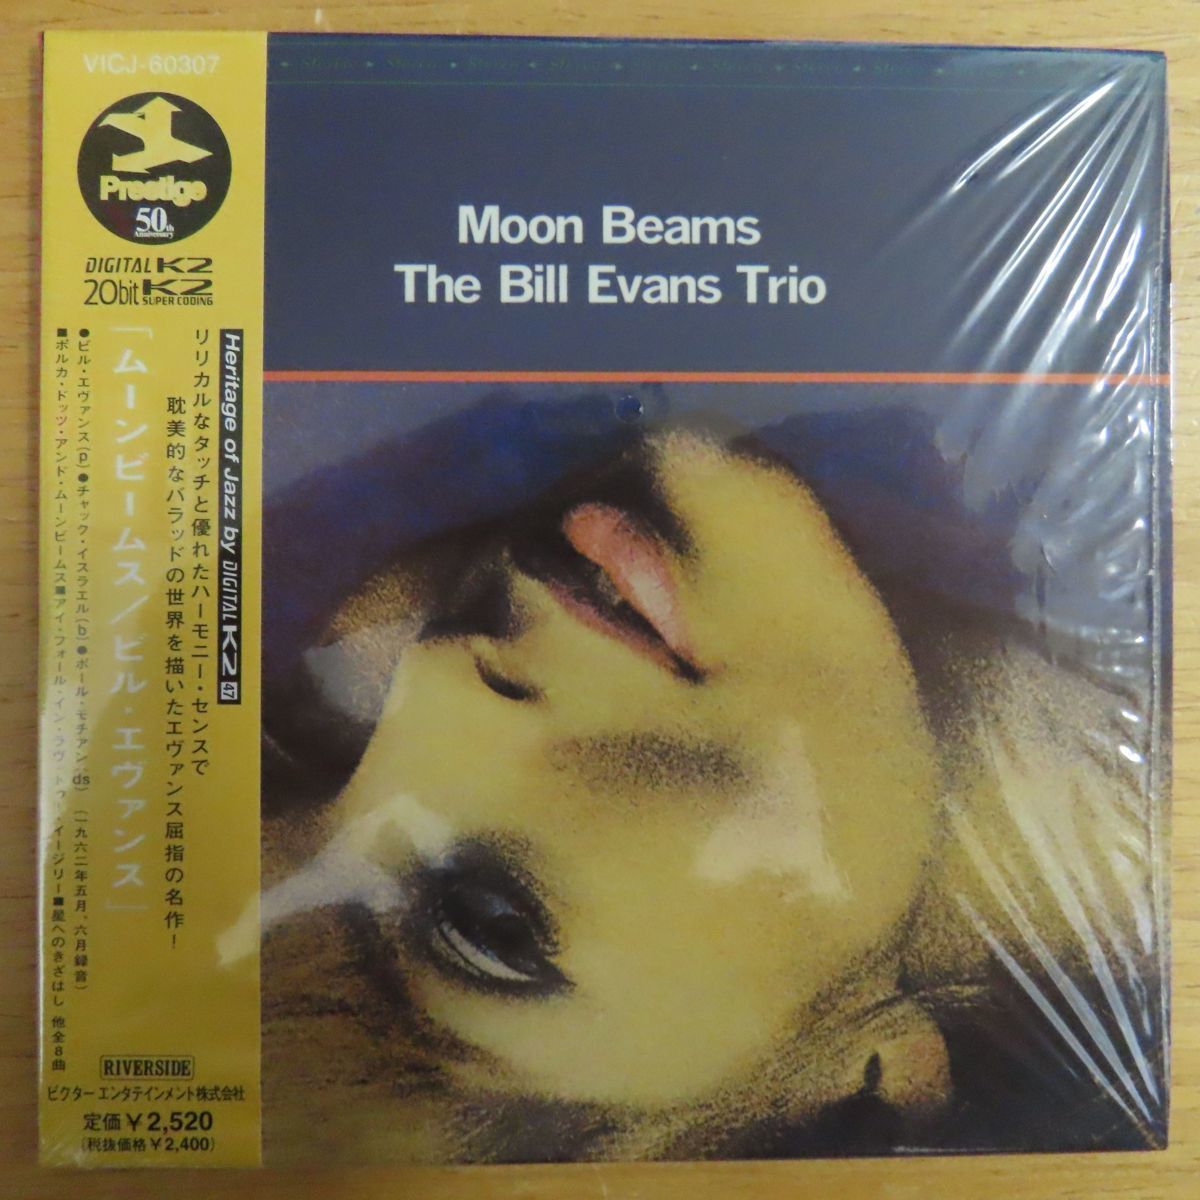 VICJ-60307
Prestige
50th
Anniversary
DIGITAL K2
20bit K2
SUPER CODING
Heritage of Jazz by DIGITAL K2 47
リリカルなタッチと優れたハーモニー・センスで
耽美的なバラッドの世界を描いたエヴァンス屈指の名作!
「ムーンビームス/ビル・エヴァンス」
●ビル・エヴァンス(p)●チャック・イスラエル(b)●ポール・モチアン(ds) (一九六二年五月、六月録音)
■ポルカ・ドッツ・アンド・ムーンビームス■アイ・フォール・イン・ラヴ・トゥー・イージリー■星へのきざはし 他全8曲
RIVERSIDE
ビクター エンタテインメント株式会社
定価¥2,520
(税抜価格¥2,400)
Stereo ✦ Stereo ✦ Stereo ✦ Stereo ✦ Stereo ✦ Stereo ✦ Stereo ✦ Stereo ✦ Stereo
Moon Beams
The Bill Evans Trio